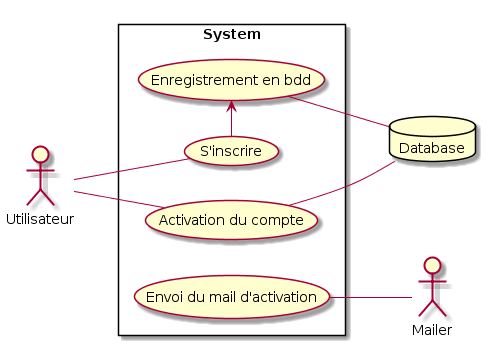 System
Enregistrement en bdd
S'inscrire
Database
Utilisateur
Activation du compte
Envoi du mail d'activation
Mailer